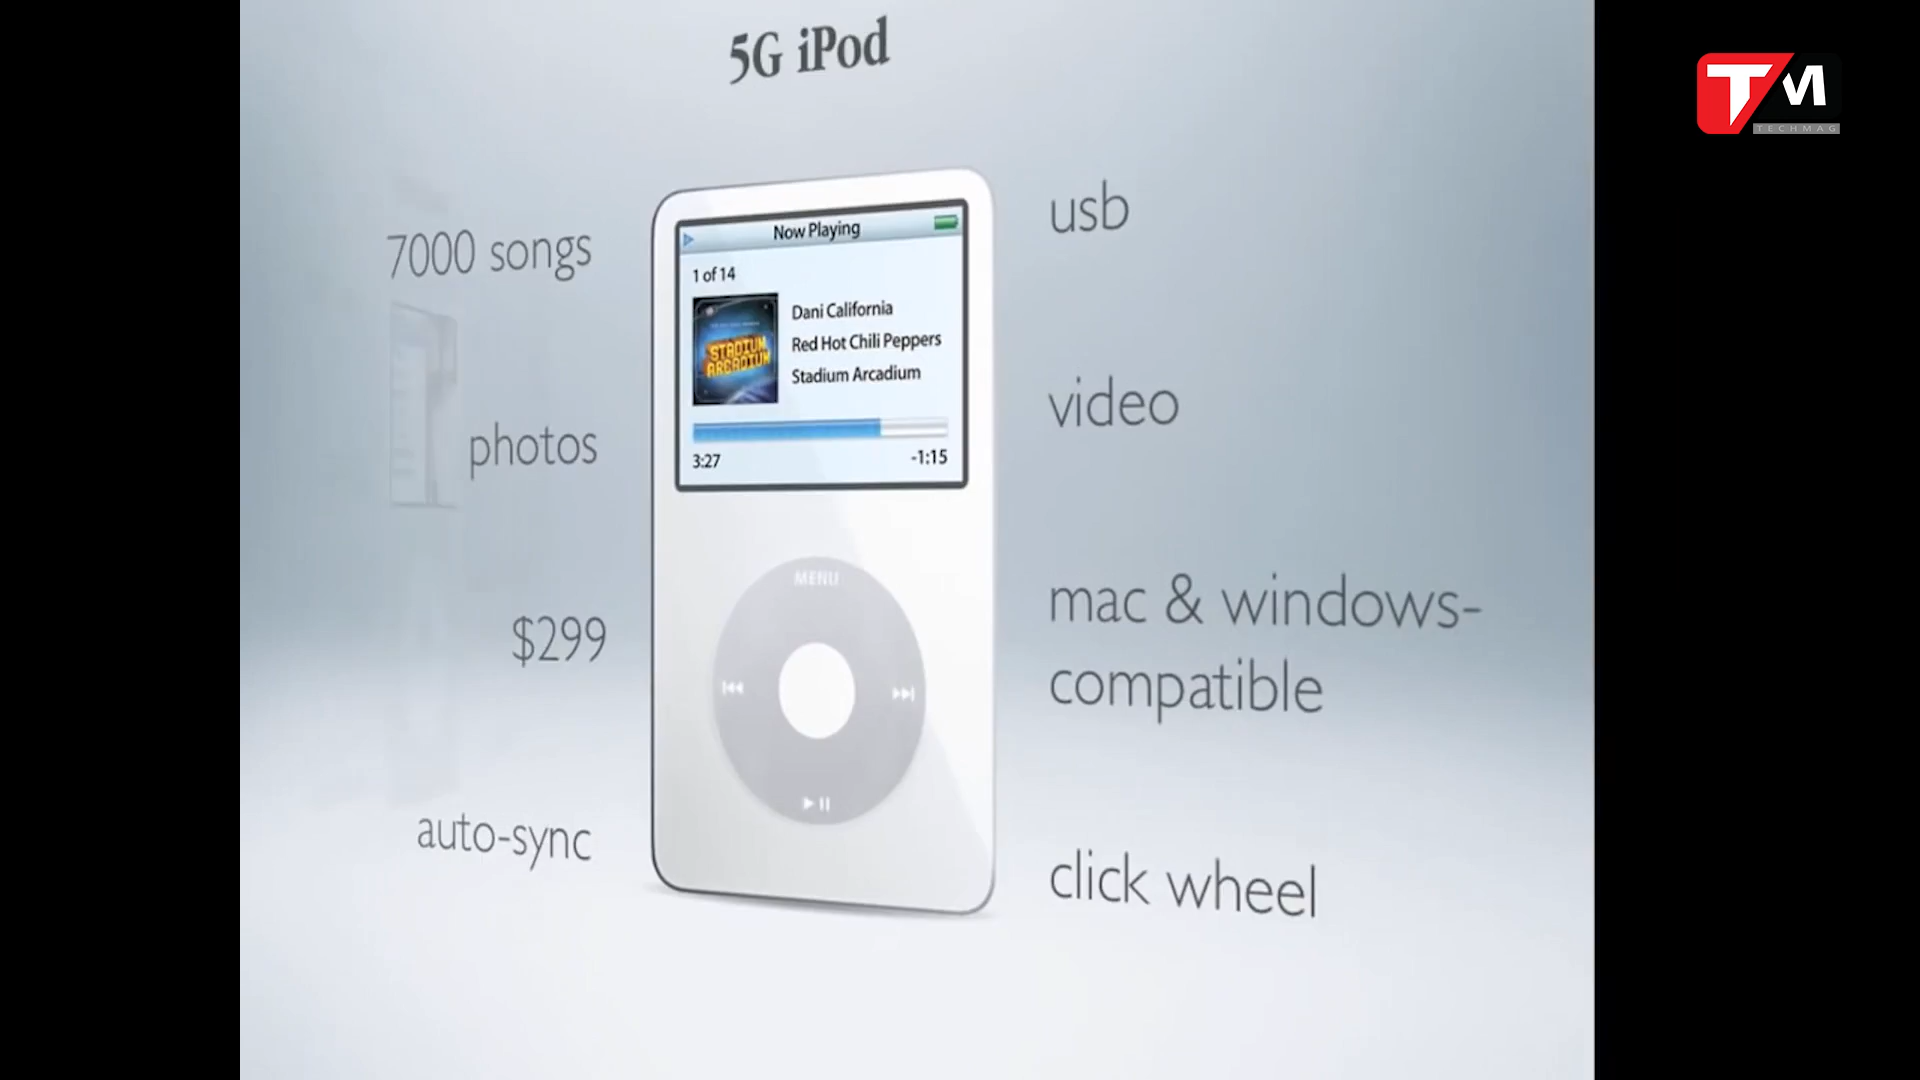 5G iPod
TM
TECHMAG
7000 songs
photos
$299
auto-sync
Now Playing
1 of 14
STADIUM
ARCADIUM
Dani California
Red Hot Chili Peppers
Stadium Arcadium
3:27
-1:15
MENU
usb
video
mac & windows-
compatible
click wheel